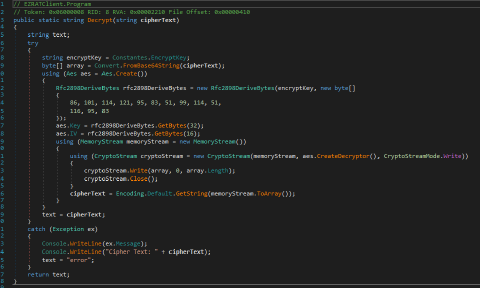 // EZRATClient.Program
// Token: 0x06000008 RID: 8 RVA: 0x00002210 File Offset: 0x00000410
public static string Decrypt(string cipherText)
{
string text;
try
{
string encryptKey = Constantes.EncryptKey;
byte[] array = Convert.FromBase64String(cipherText);
using (Aes aes = Aes.Create())
{
Rfc2898DeriveBytes rfc2898DeriveBytes = new Rfc2898DeriveBytes(encryptKey, new byte[]
{
86, 101, 114, 121, 95, 83, 51, 99, 114, 51,
116, 95, 83
});
aes.Key = rfc2898DeriveBytes.GetBytes(32);
aes.IV = rfc2898DeriveBytes.GetBytes(16);
using (MemoryStream memoryStream = new MemoryStream())
{
using (CryptoStream cryptoStream = new CryptoStream(memoryStream, aes.CreateDecryptor(), CryptoStreamMode.Write))
{
cryptoStream.Write(array, 0, array.Length);
cryptoStream.Close();
}
cipherText = Encoding.Default.GetString(memoryStream.ToArray());
}
}
text = cipherText;
}
catch (Exception ex)
{
Console.WriteLine(ex.Message);
Console.WriteLine("Cipher Text: " + cipherText);
text = "error";
}
return text;
}